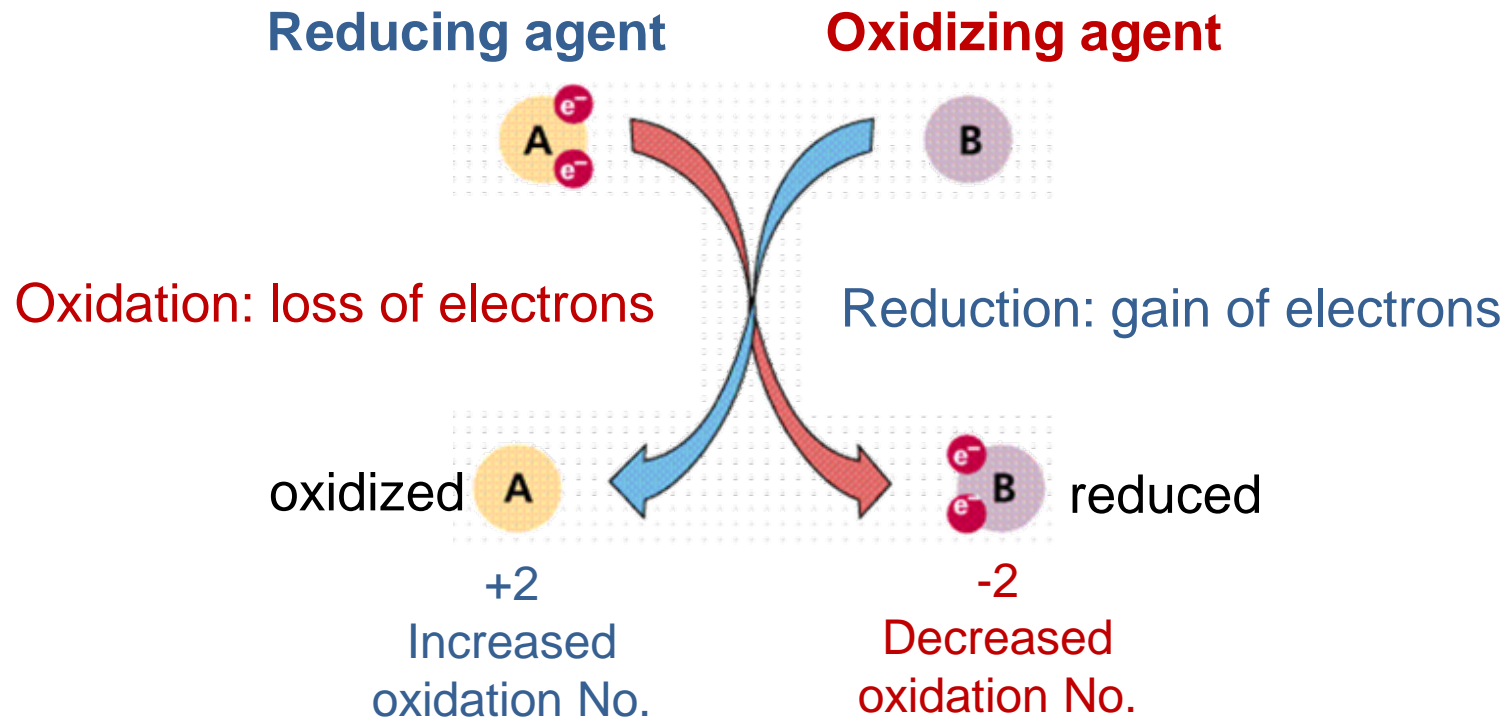 Reducing agent
Oxidizing agent
A e⁻ e⁻
B
Oxidation: loss of electrons
Reduction: gain of electrons
oxidized A
e⁻ e⁻ B reduced
+2
Increased
oxidation No.
-2
Decreased
oxidation No.